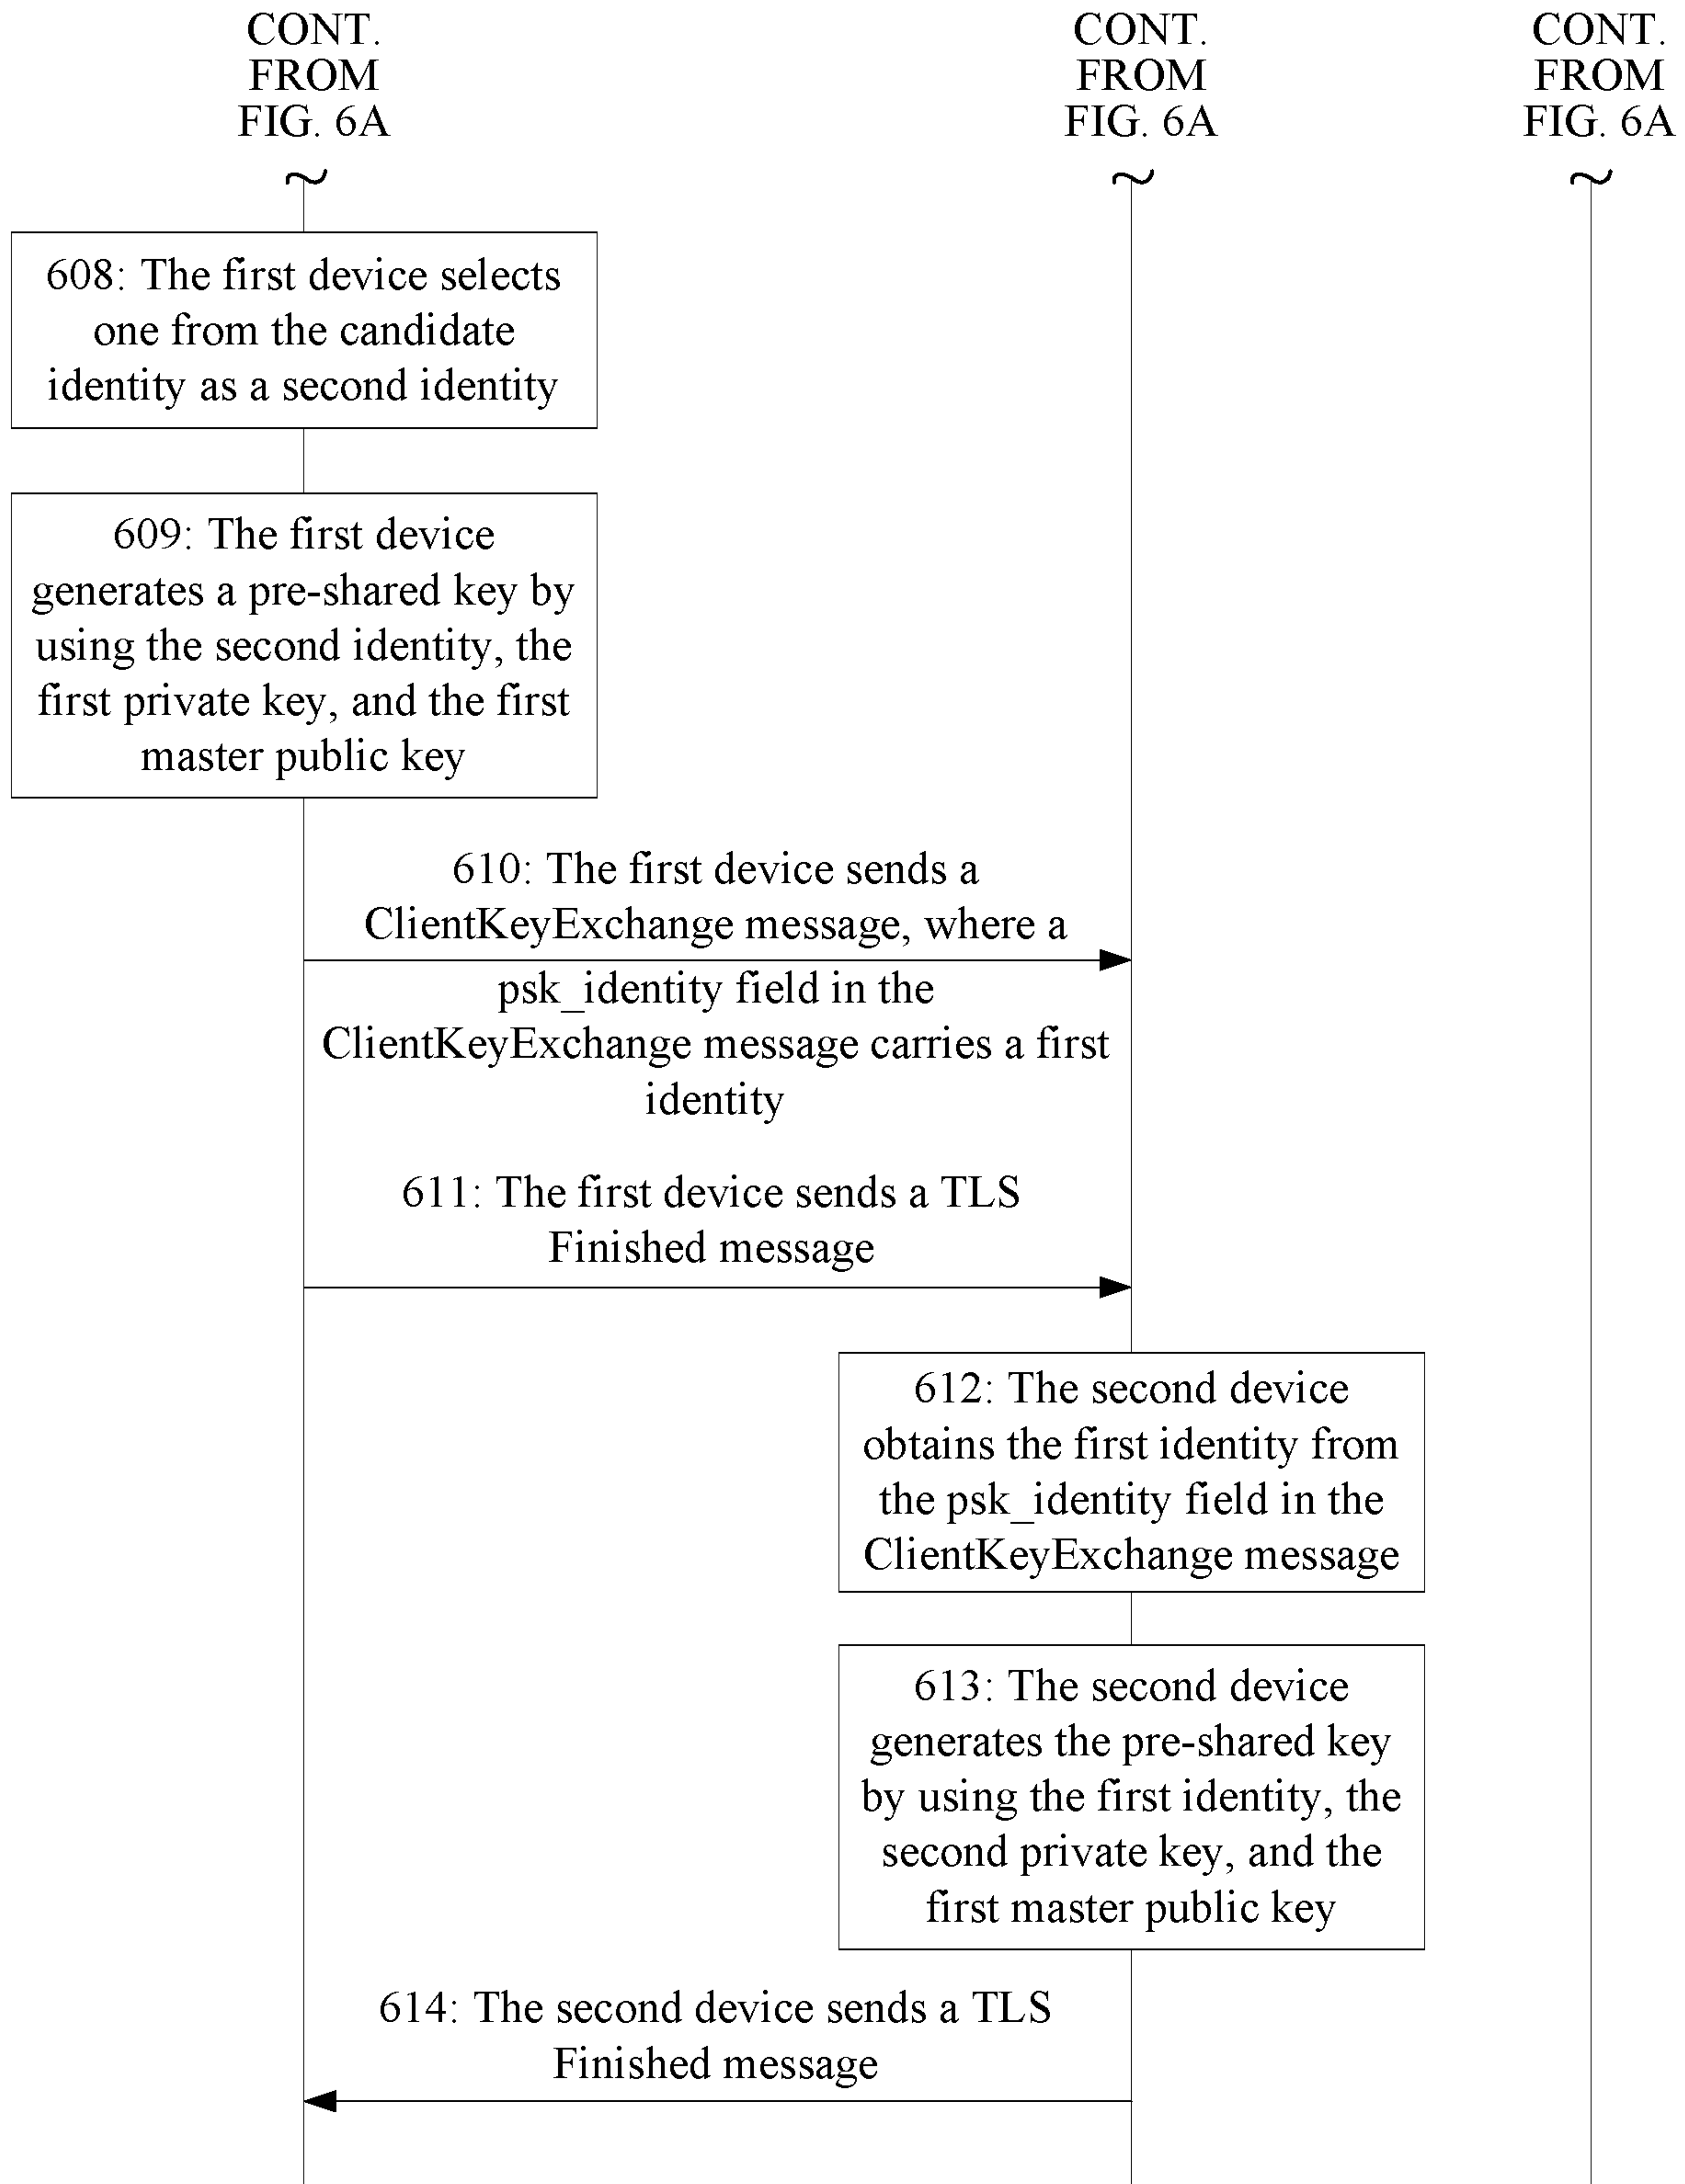 CONT.
FROM
FIG. 6A
CONT.
FROM
FIG. 6A
CONT.
FROM
FIG. 6A
608: The first device selects
one from the candidate
identity as a second identity
609: The first device
generates a pre-shared key by
using the second identity, the
first private key, and the first
master public key
610: The first device sends a
ClientKeyExchange message, where a
psk_identity field in the
ClientKeyExchange message carries a first
identity
611: The first device sends a TLS
Finished message
612: The second device
obtains the first identity from
the psk_identity field in the
ClientKeyExchange message
613: The second device
generates the pre-shared key
by using the first identity, the
second private key, and the
first master public key
614: The second device sends a TLS
Finished message